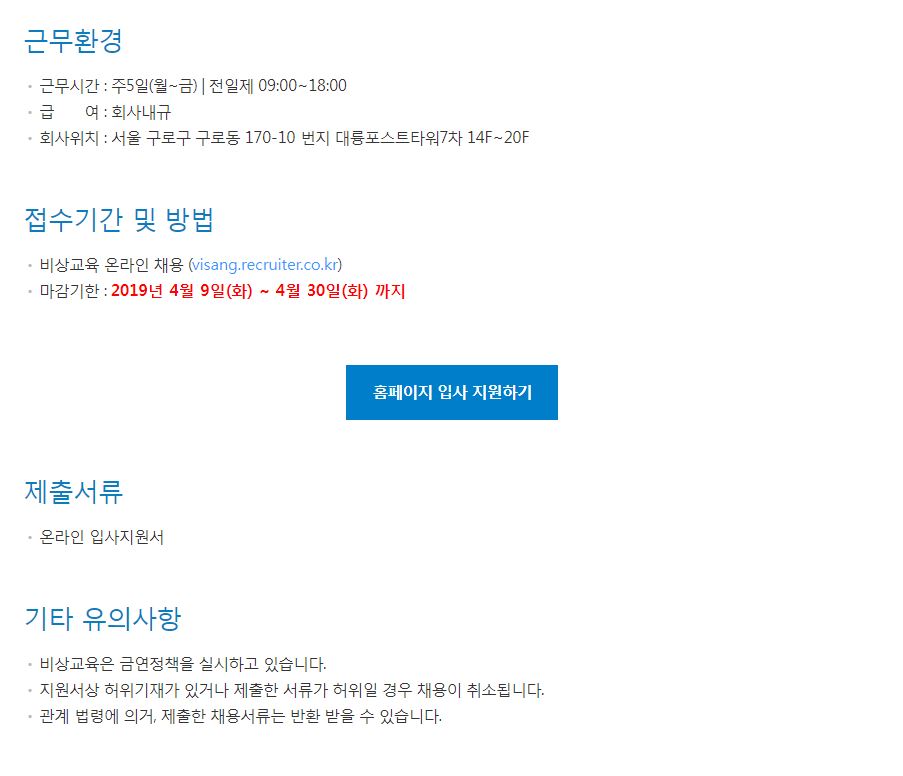 근무환경
· 근무시간 : 주5일(월~금) | 전일제 09:00~18:00
· 급 여 : 회사내규
· 회사위치 : 서울 구로구 구로동 170-10 번지 대륭포스트타워7차 14F~20F
접수기간 및 방법
· 비상교육 온라인 채용 (visang.recruiter.co.kr)
· 마감기한 : 2019년 4월 9일(화) ~ 4월 30일(화) 까지
홈페이지 입사 지원하기
제출서류
· 온라인 입사지원서
기타 유의사항
· 비상교육은 금연정책을 실시하고 있습니다.
· 지원서상 허위기재가 있거나 제출한 서류가 허위일 경우 채용이 취소됩니다.
· 관계 법령에 의거, 제출한 채용서류는 반환 받을 수 있습니다.